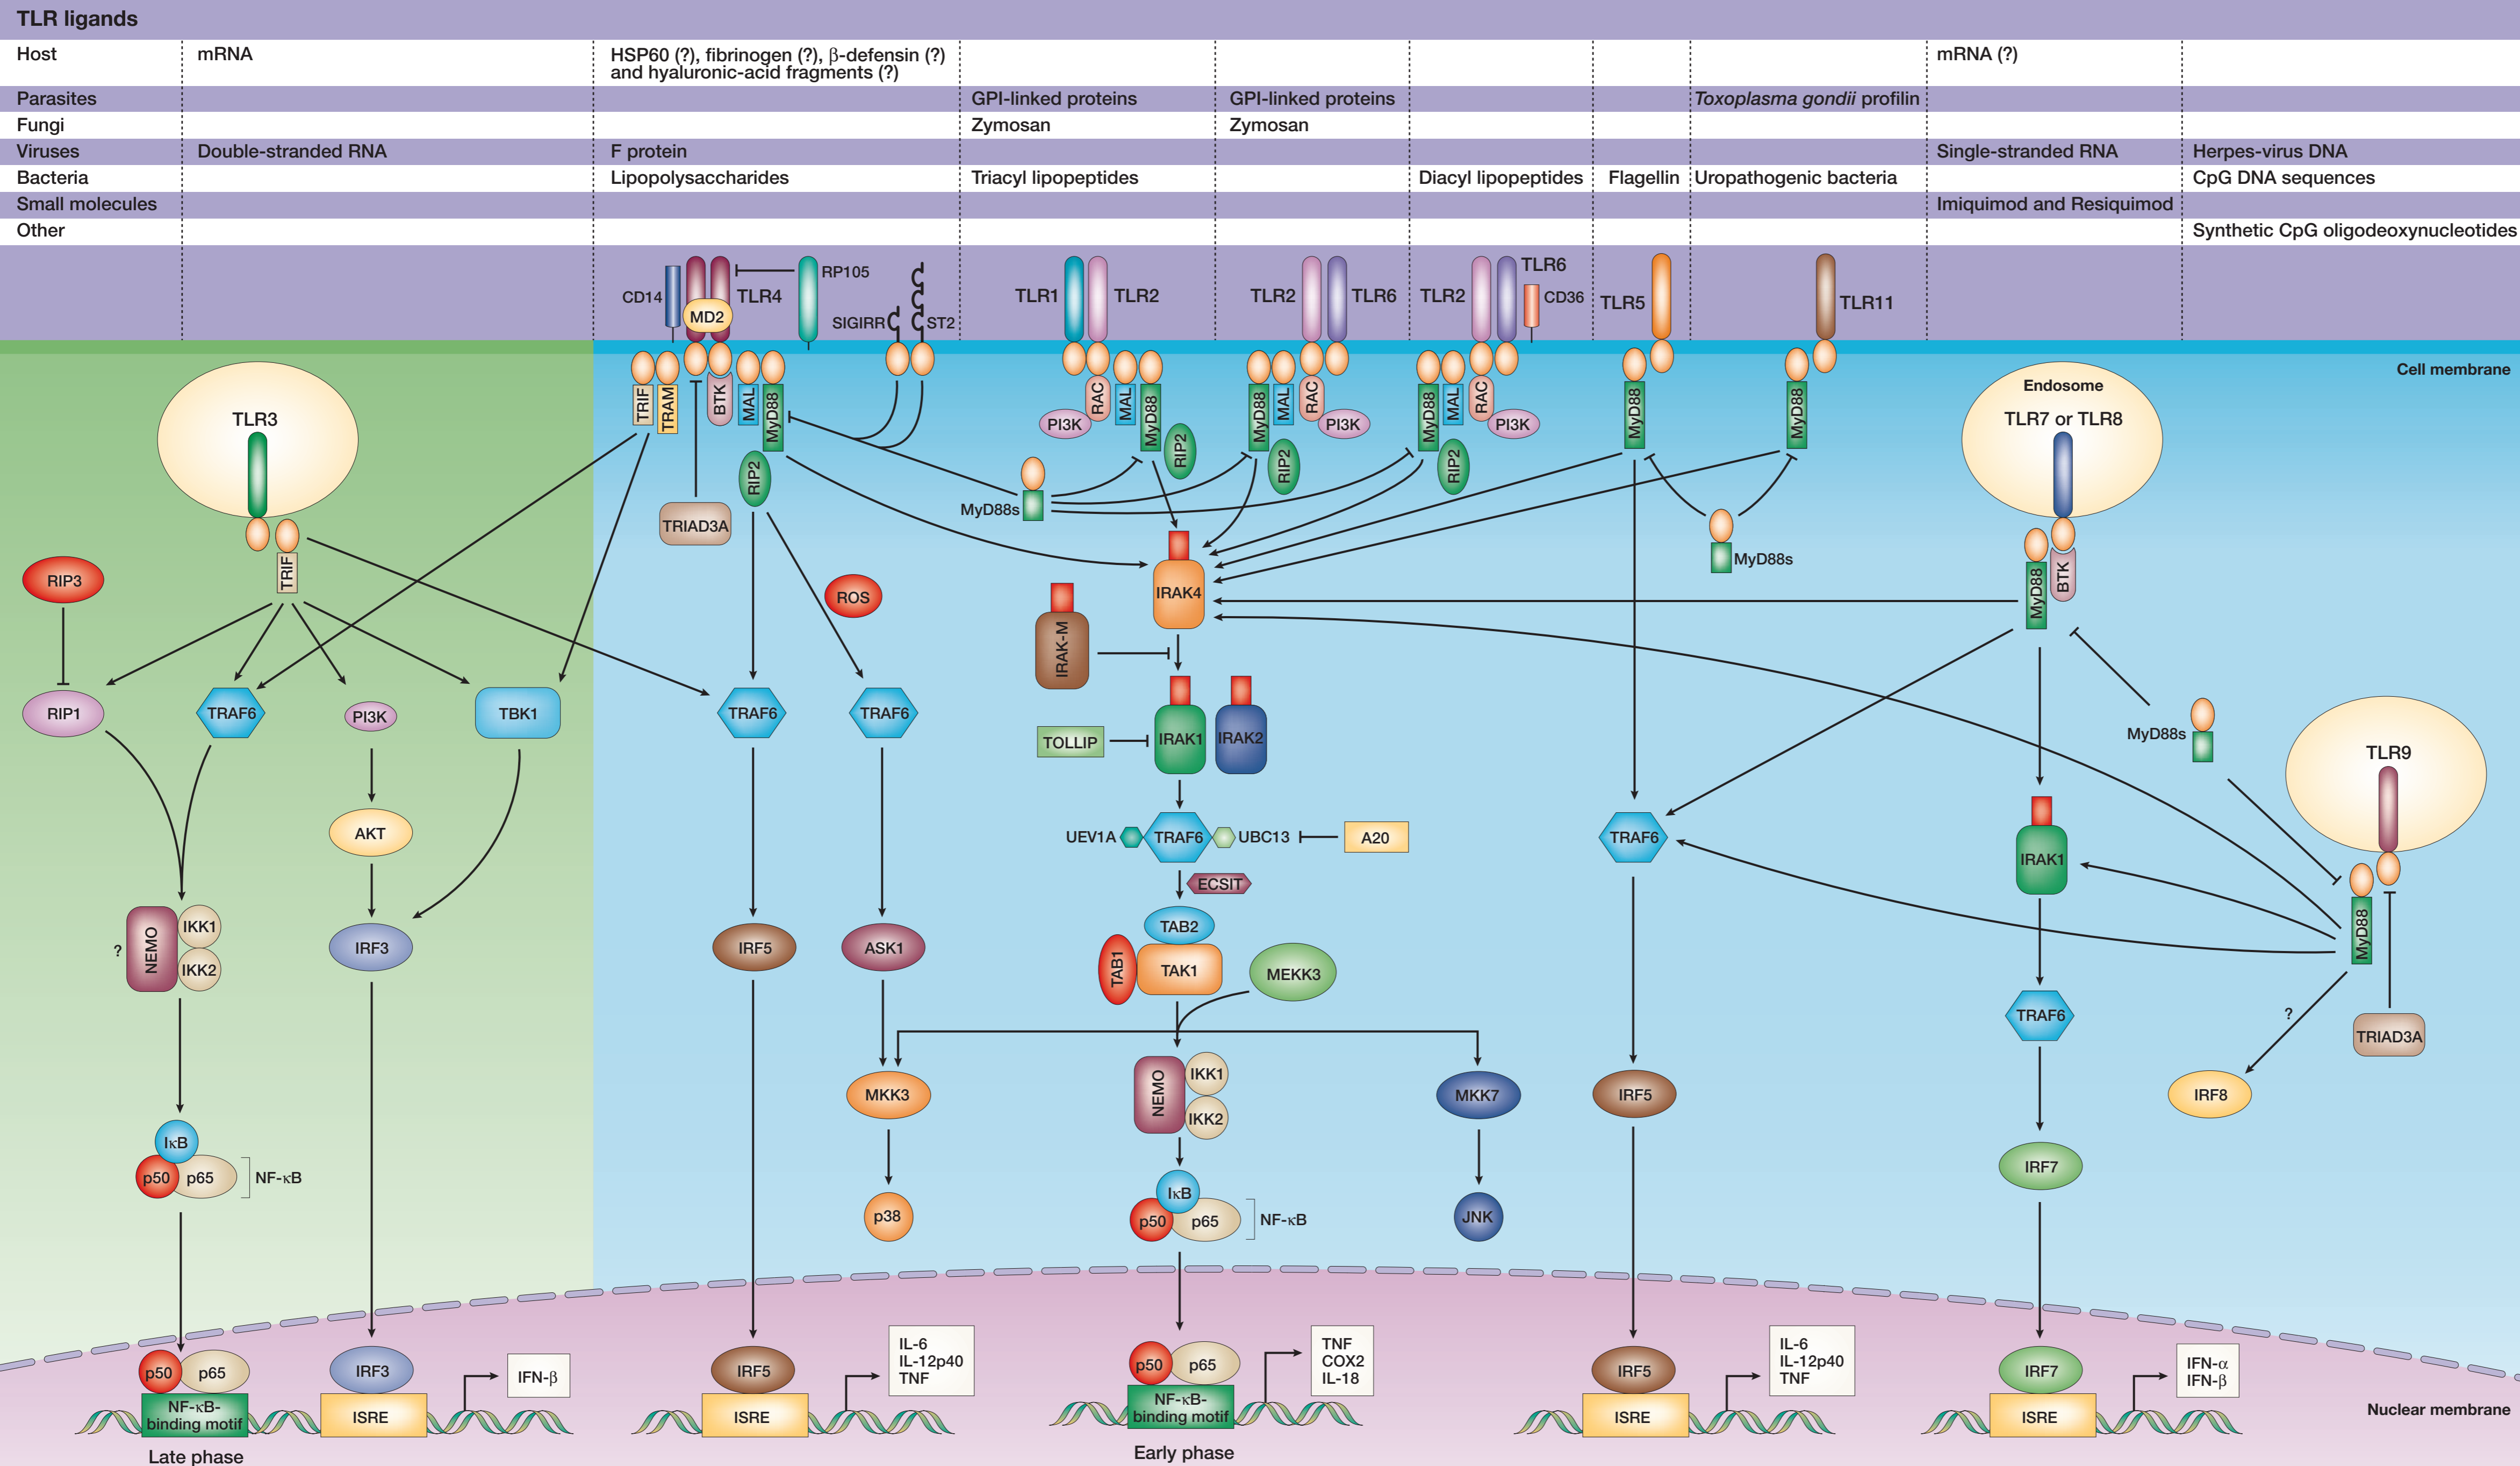 TLR ligands
Host
mRNA
HSP60 (?), fibrinogen (?), β-defensin (?)
and hyaluronic-acid fragments (?)
mRNA (?)
Parasites
GPI-linked proteins
GPI-linked proteins
Toxoplasma gondii profilin
Fungi
Zymosan
Zymosan
Viruses
Double-stranded RNA
F protein
Single-stranded RNA
Herpes-virus DNA
Bacteria
Lipopolysaccharides
Triacyl lipopeptides
Diacyl lipopeptides
Flagellin
Uropathogenic bacteria
CpG DNA sequences
Small molecules
Imiquimod and Resiquimod
Other
Synthetic CpG oligodeoxynucleotides
CD14
TLR4
MD2
RP105
SIGIRR
ST2
TLR1
TLR2
TLR2
TLR6
TLR2
TLR6
CD36
TLR5
TLR11
Cell membrane
TRIF
TRAM
BTK
MAL
MyD88
RIP2
TRIAD3A
PI3K
RAC
MAL
MyD88
RIP2
MyD88s
MyD88
MAL
RAC
PI3K
RIP2
MyD88
MAL
RAC
PI3K
RIP2
MyD88
MyD88
MyD88s
Endosome
TLR7 or TLR8
MyD88
BTK
TLR3
TRIF
RIP3
ROS
IRAK4
IRAK-M
RIP1
TRAF6
PI3K
TBK1
TRAF6
TRAF6
TOLLIP
IRAK1
IRAK2
MyD88s
TLR9
AKT
UEV1A
TRAF6
UBC13
A20
TRAF6
IRAK1
ECSIT
MyD88
?
NEMO
IKK1
IKK2
IRF3
IRF5
ASK1
TAB2
TAB1
TAK1
MEKK3
TRAF6
?
TRIAD3A
MKK3
NEMO
IKK1
IKK2
MKK7
IRF5
IRF8
IκB
p50
p65
NF-κB
p38
IκB
p50
p65
NF-κB
JNK
IRF7
p50
p65
NF-κB-
binding motif
Late phase
IRF3
ISRE
IFN-β
IRF5
ISRE
IL-6
IL-12p40
TNF
p50
p65
NF-κB-
binding motif
Early phase
TNF
COX2
IL-18
IRF5
ISRE
IL-6
IL-12p40
TNF
IRF7
ISRE
IFN-α
IFN-β
Nuclear membrane